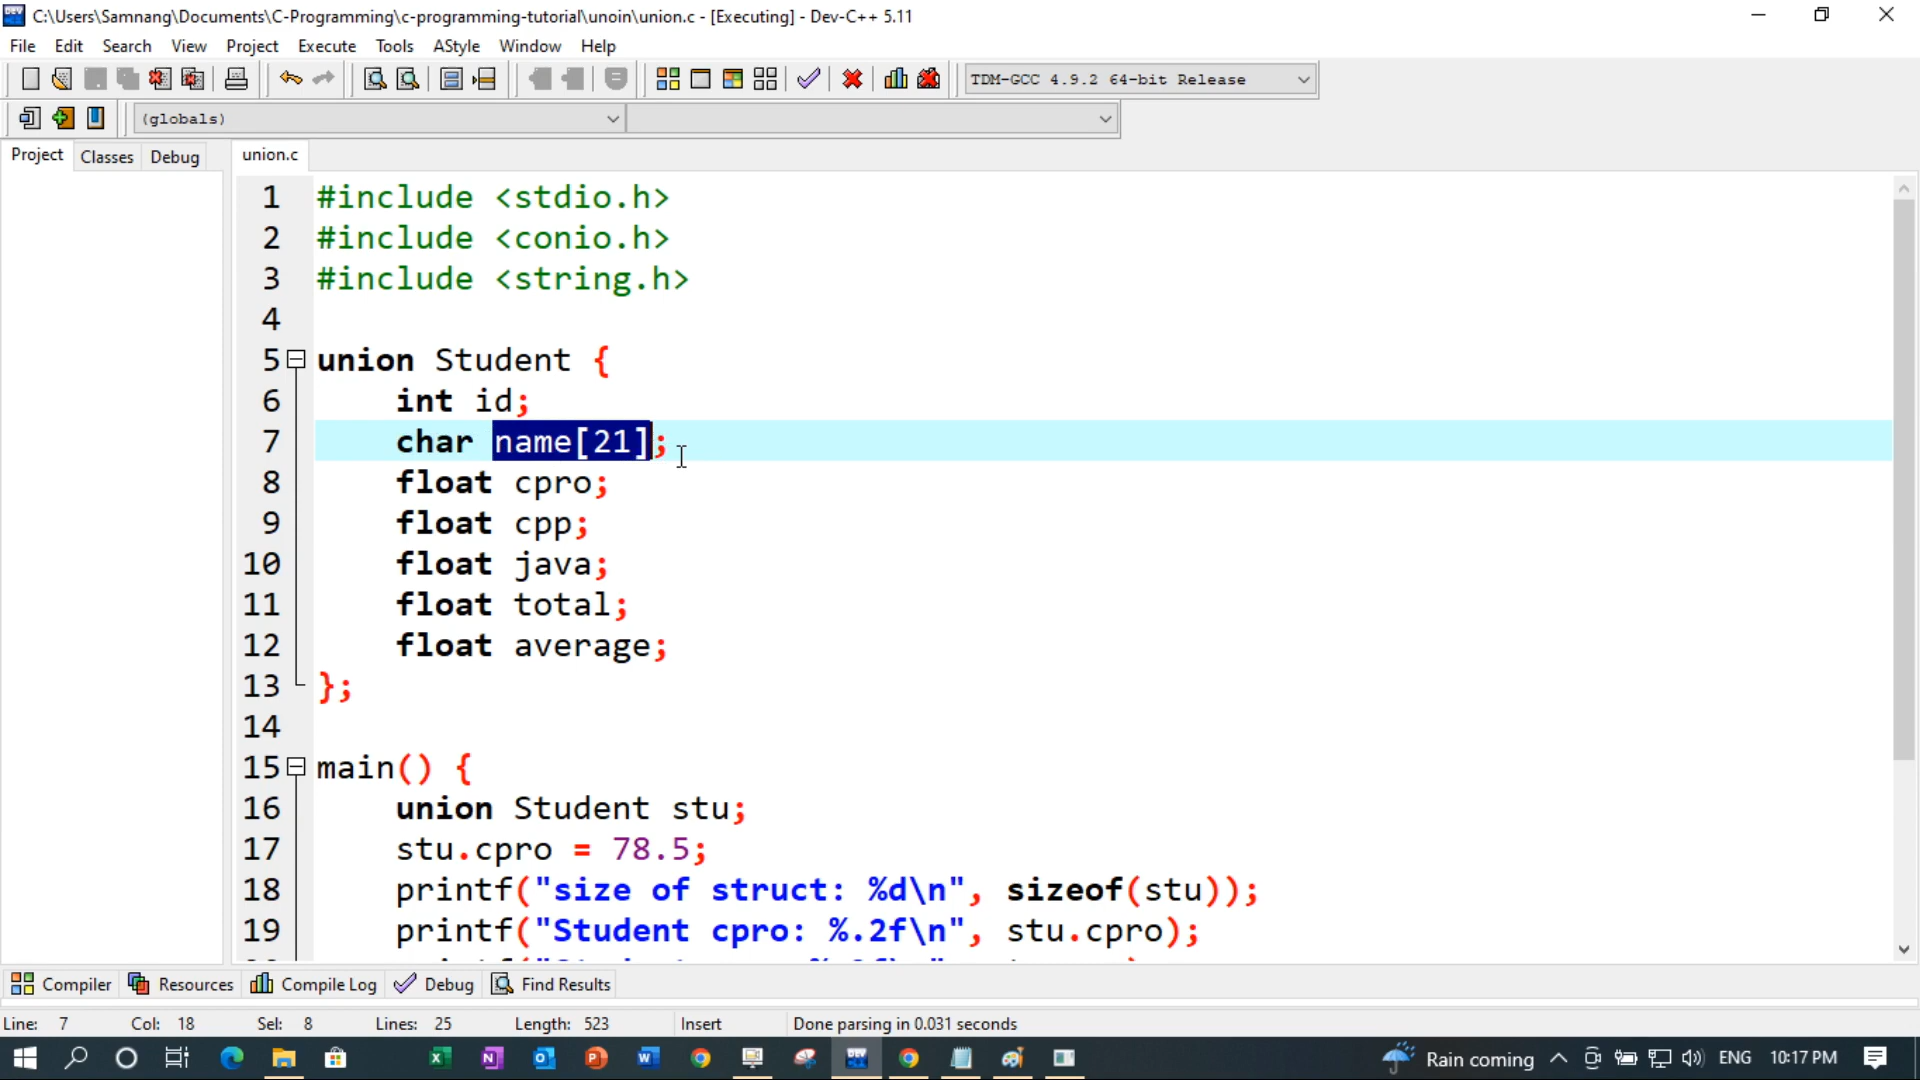 C:\Users\Samnang\Documents\C-Programming\c-programming-tutorial\unoin\union.c - [Executing] - Dev-C++ 5.11
File Edit Search View Project Execute Tools AStyle Window Help
TDM-GCC 4.9.2 64-bit Release
(globals)
Project Classes Debug union.c
1 #include <stdio.h>
2 #include <conio.h>
3 #include <string.h>
4
5 union Student {
6 int id;
7 char name[21];
8 float cpro;
9 float cpp;
10 float java;
11 float total;
12 float average;
13 };
14
15 main() {
16 union Student stu;
17 stu.cpro = 78.5;
18 printf("size of struct: %d\n", sizeof(stu));
19 printf("Student cpro: %.2f\n", stu.cpro);
Compiler Resources Compile Log Debug Find Results
Line: 7 Col: 18 Sel: 8 Lines: 25 Length: 523 Insert Done parsing in 0.031 seconds
Rain coming ENG 10:17 PM